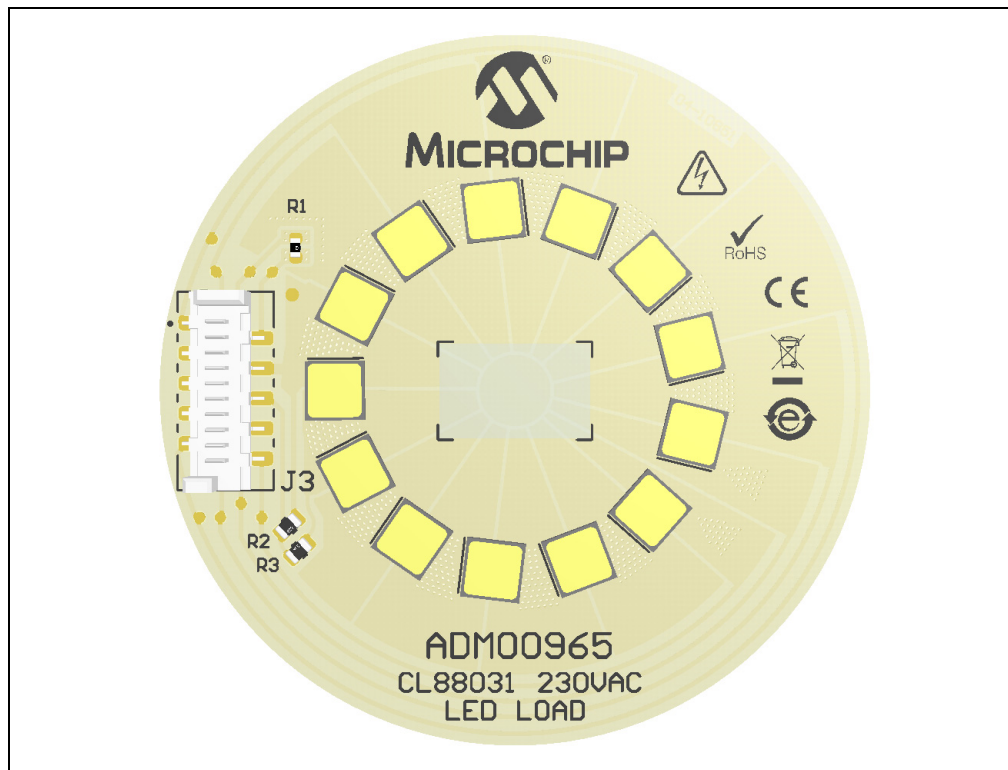 ®
MICROCHIP
R1
RoHS
CE
e
J3
R2
R3
ADM00965
CL88031 230VAC
LED LOAD